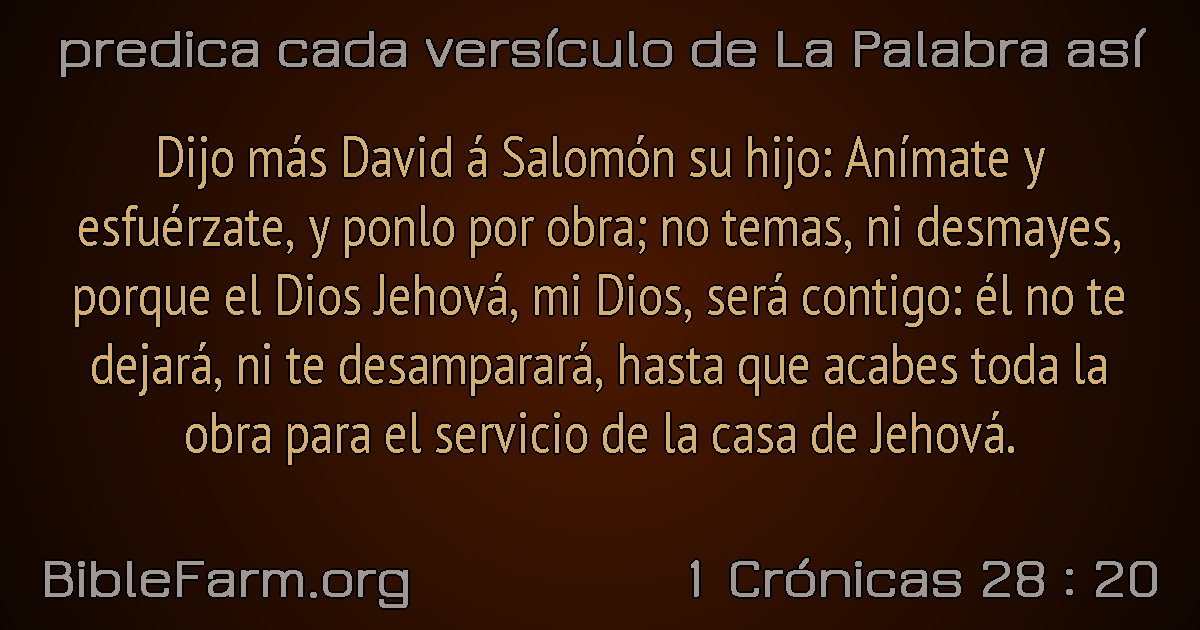 predica cada versículo de La Palabra así
Dijo más David á Salomón su hijo: Anímate y
esfuérzate, y ponlo por obra; no temas, ni desmayes,
porque el Dios Jehová, mi Dios, será contigo: él no te
dejará, ni te desamparará, hasta que acabes toda la
obra para el servicio de la casa de Jehová.
BibleFarm.org
1 Crónicas 28 : 20